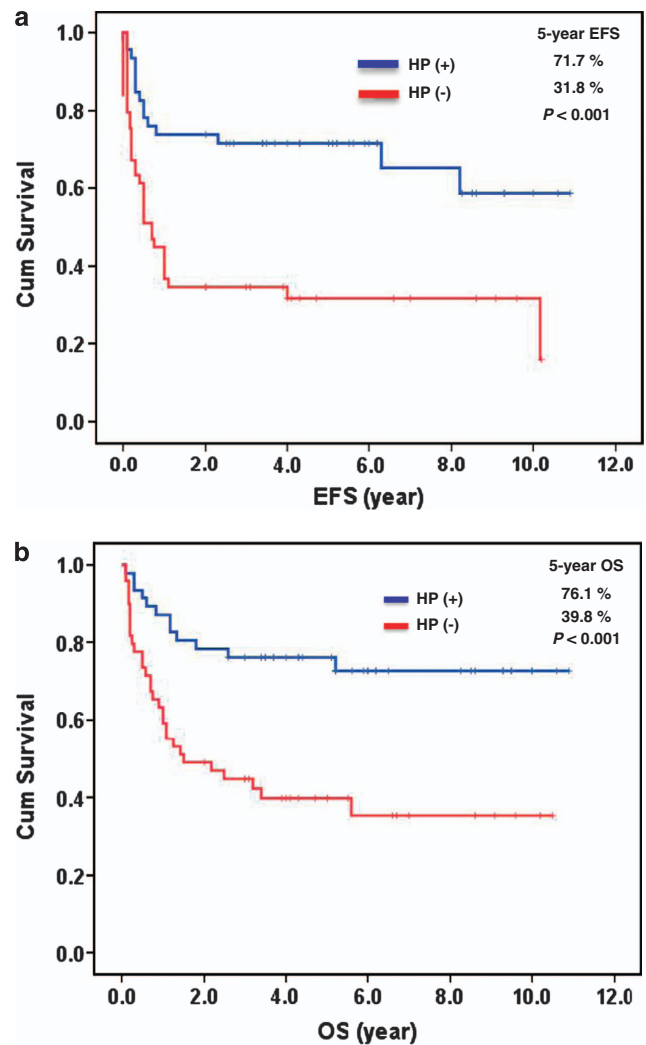 a
5-year EFS
HP (+) 71.7 %
HP (-) 31.8 %
P < 0.001
Cum Survival
1.0
0.8
0.6
0.4
0.2
0.0
0.0 2.0 4.0 6.0 8.0 10.0 12.0
EFS (year)
b
5-year OS
HP (+) 76.1 %
HP (-) 39.8 %
P < 0.001
Cum Survival
1.0
0.8
0.6
0.4
0.2
0.0
0.0 2.0 4.0 6.0 8.0 10.0 12.0
OS (year)